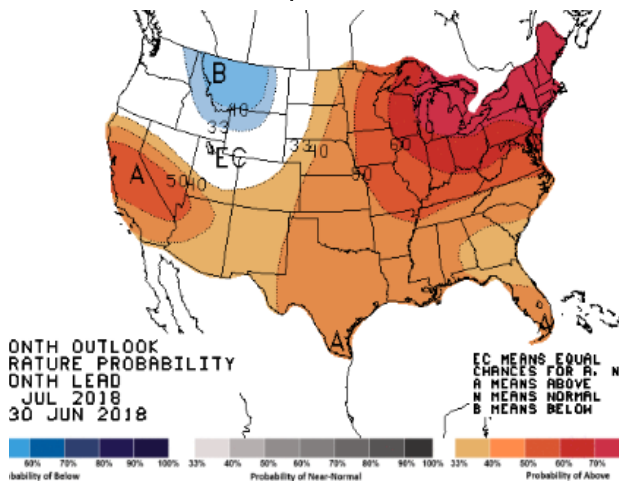 B
A
40
33
33
40
EC
A
50
40
60
50
A
A
ONTH OUTLOOK
RATURE PROBABILITY
ONTH LEAD
JUL 2018
30 JUN 2018
EC MEANS EQUAL
CHANCES FOR A, N
A MEANS ABOVE
N MEANS NORMAL
B MEANS BELOW
60% 70% 80% 90% 100%
bability of Below
33% 40% 50% 60% 70% 80% 90% 100%
Probability of Near-Normal
33% 40% 50% 60% 70%
Probability of Above